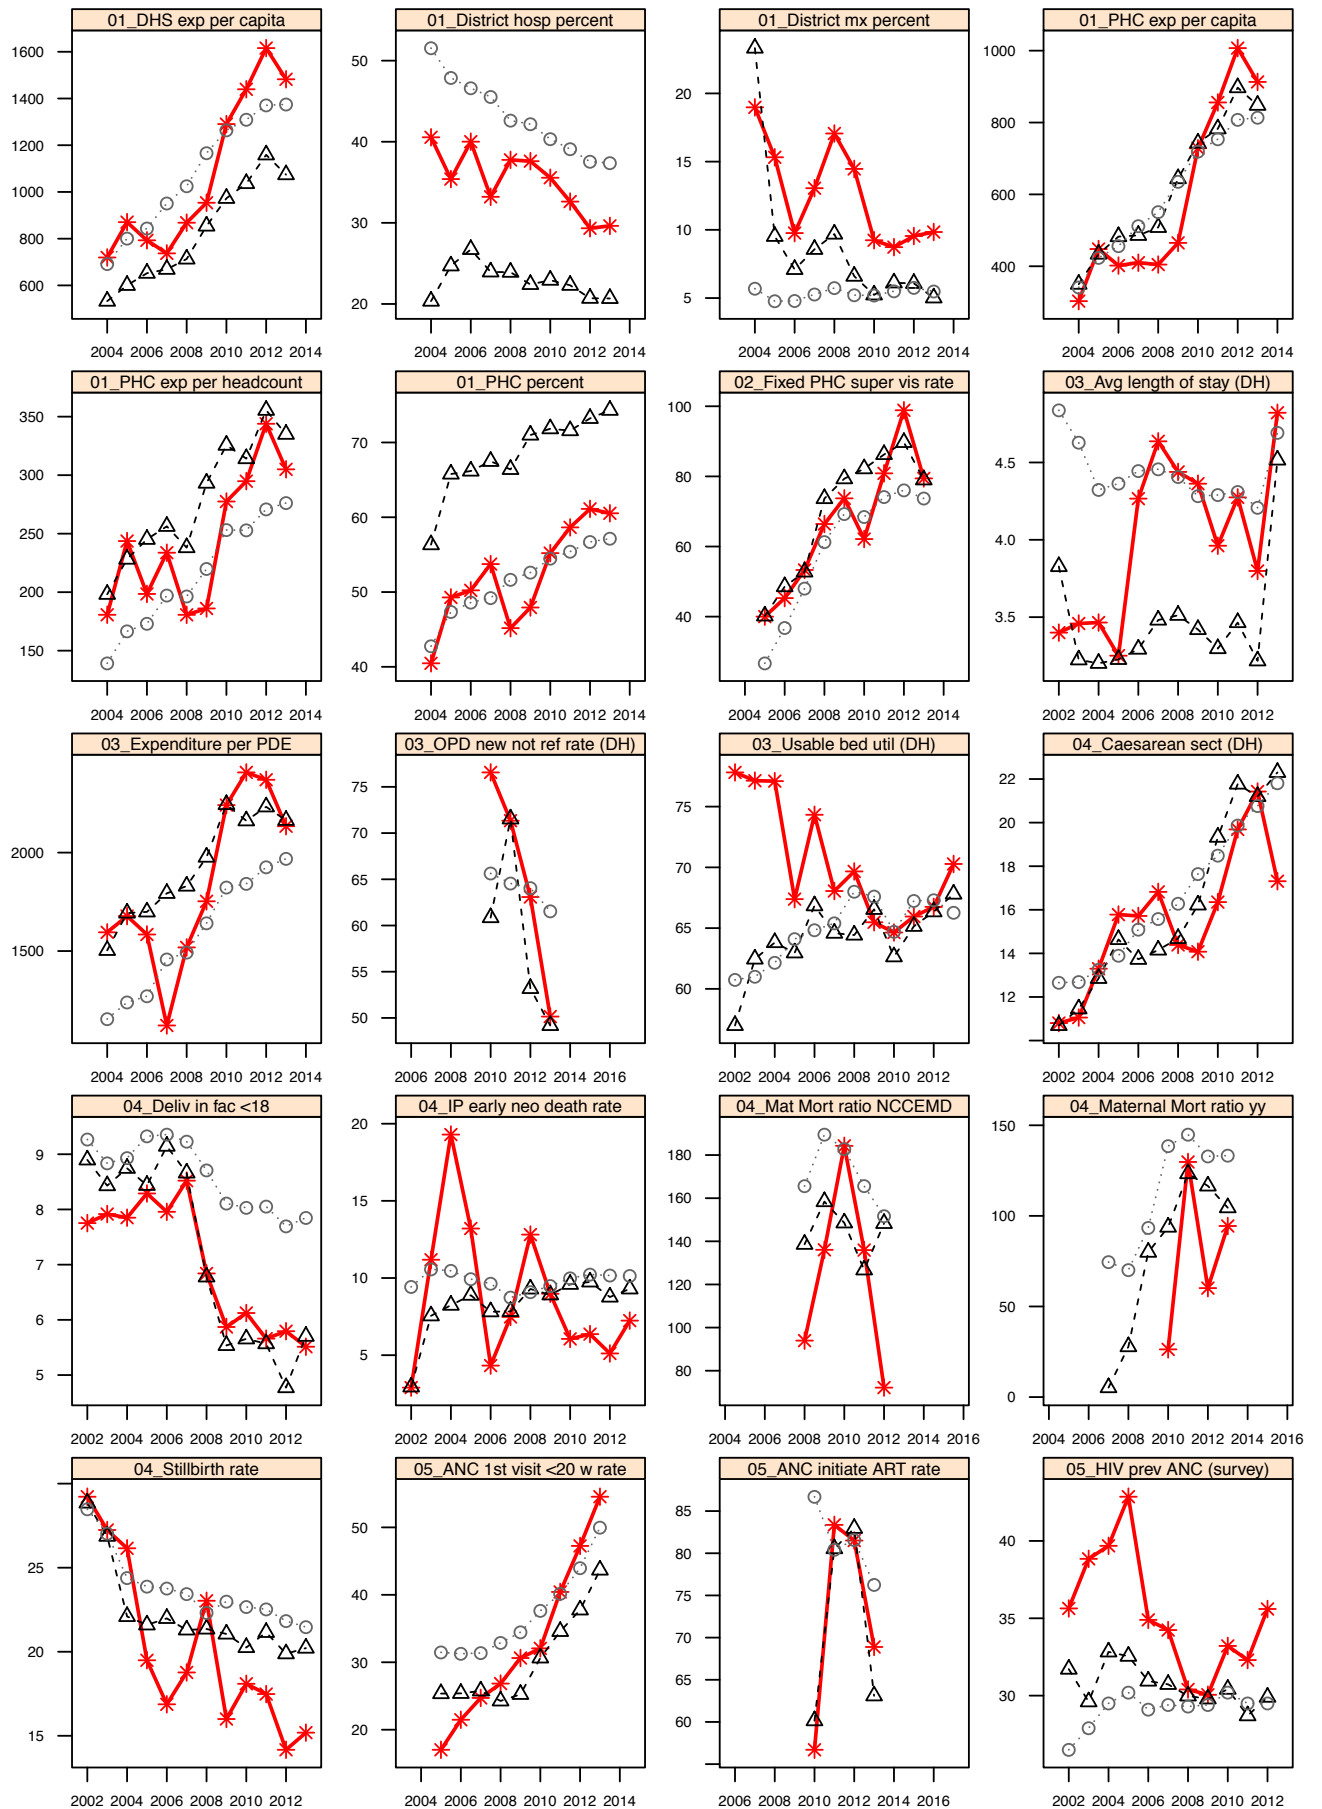 01_DHS exp per capita
600 800 1000 1200 1400 1600
2004 2006 2008 2010 2012 2014
01_District hosp percent
20 30 40 50
2004 2006 2008 2010 2012 2014
01_District mx percent
5 10 15 20
2004 2006 2008 2010 2012 2014
01_PHC exp per capita
400 600 800 1000
2004 2006 2008 2010 2012 2014
01_PHC exp per headcount
150 200 250 300 350
2004 2006 2008 2010 2012 2014
01_PHC percent
40 50 60 70
2004 2006 2008 2010 2012 2014
02_Fixed PHC super vis rate
40 60 80 100
2004 2006 2008 2010 2012 2014
03_Avg length of stay (DH)
3.5 4.0 4.5
2002 2004 2006 2008 2010 2012
03_Expenditure per PDE
1500 2000
2004 2006 2008 2010 2012 2014
03_OPD new not ref rate (DH)
50 55 60 65 70 75
2006 2008 2010 2012 2014 2016
03_Usable bed util (DH)
60 65 70 75
2002 2004 2006 2008 2010 2012
04_Caesarean sect (DH)
12 14 16 18 20 22
2002 2004 2006 2008 2010 2012
04_Deliv in fac <18
5 6 7 8 9
2002 2004 2006 2008 2010 2012
04_IP early neo death rate
5 10 15 20
2002 2004 2006 2008 2010 2012
04_Mat Mort ratio NCCEMD
80 100 120 140 160 180
2004 2006 2008 2010 2012 2014 2016
04_Maternal Mort ratio yy
0 50 100 150
2004 2006 2008 2010 2012 2014 2016
04_Stillbirth rate
15 20 25
2002 2004 2006 2008 2010 2012
05_ANC 1st visit <20 w rate
20 30 40 50
2004 2006 2008 2010 2012 2014
05_ANC initiate ART rate
60 65 70 75 80 85
2006 2008 2010 2012 2014 2016
05_HIV prev ANC (survey)
30 35 40
2002 2004 2006 2008 2010 2012